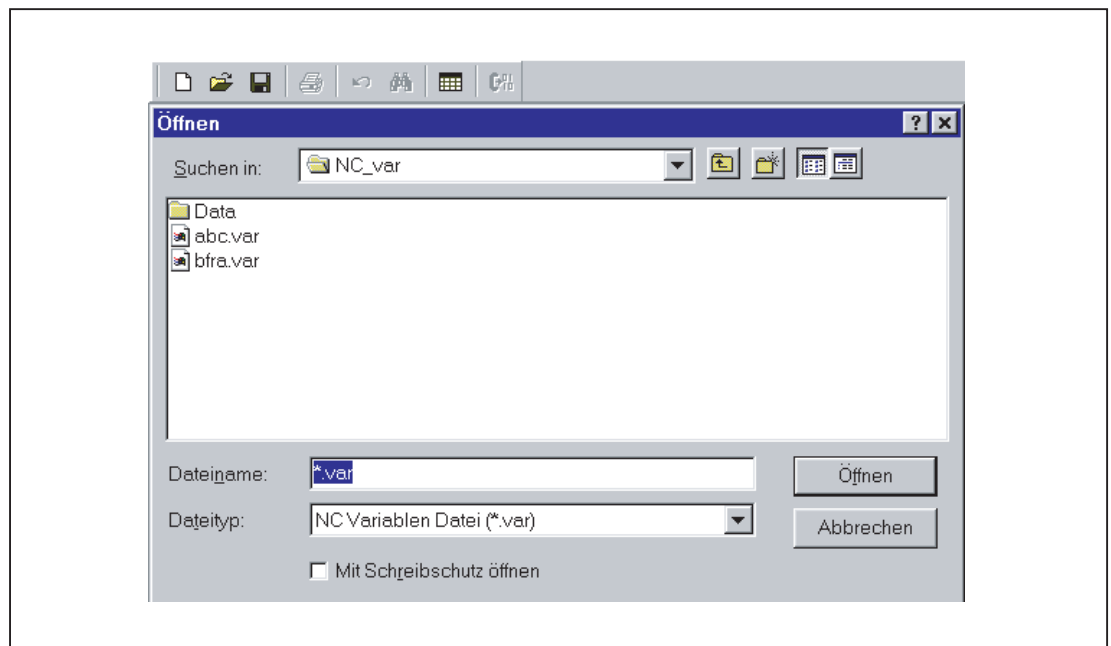 Öffnen
Suchen in: NC_var
Data
abc.var
bfra.var
Dateiname: *.var Öffnen
Dateityp: NC Variablen Datei (*.var) Abbrechen
Mit Schreibschutz öffnen